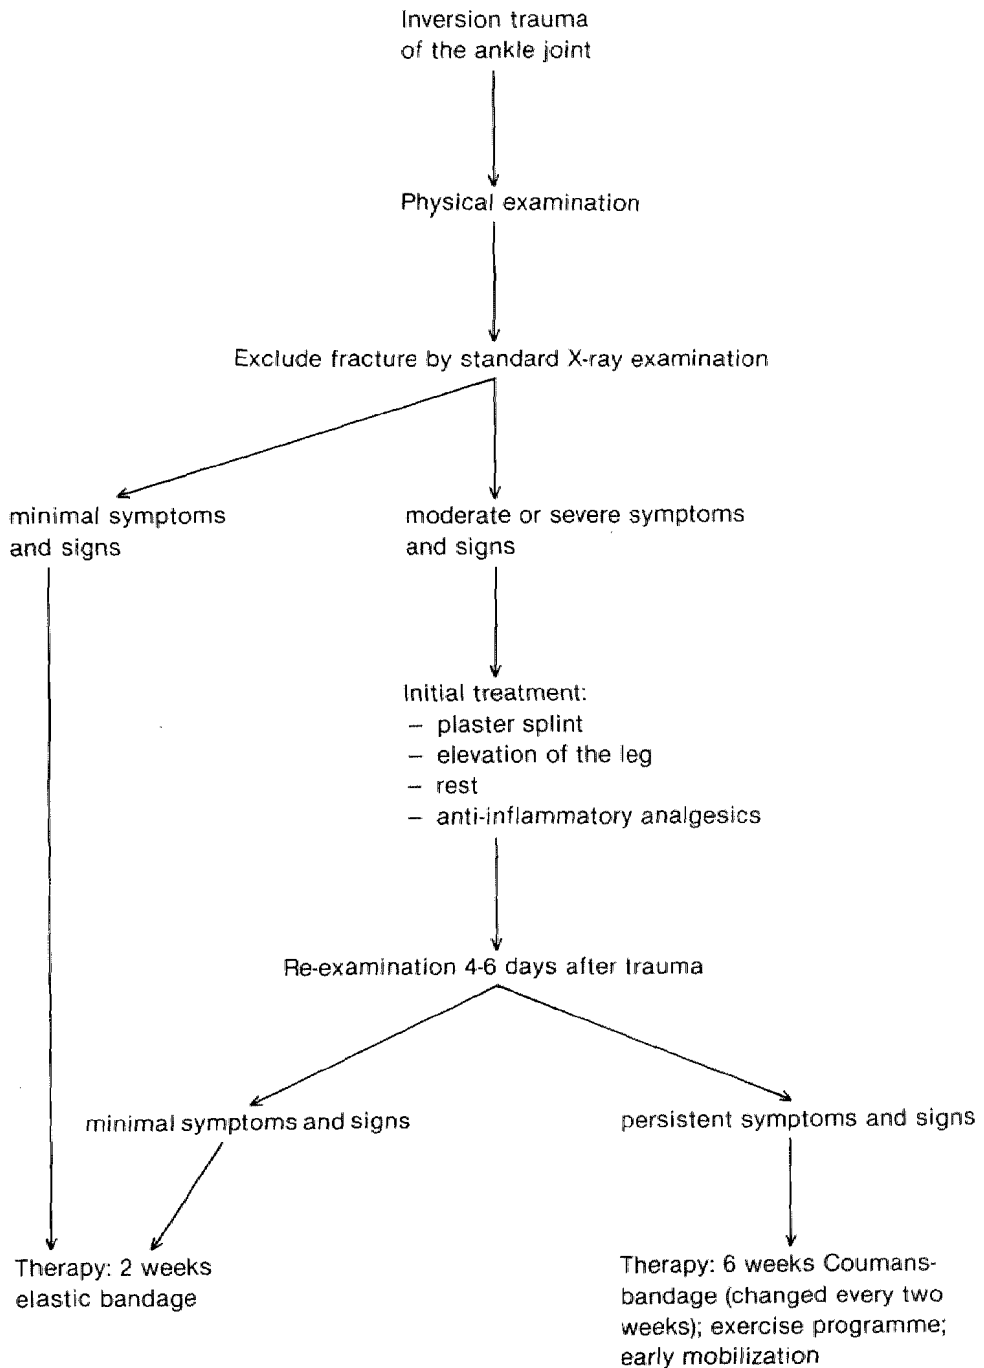 Inversion trauma
of the ankle joint
Physical examination
Exclude fracture by standard X-ray examination
minimal symptoms
and signs
moderate or severe symptoms
and signs
Initial treatment:
– plaster splint
– elevation of the leg
– rest
– anti-inflammatory analgesics
Re-examination 4-6 days after trauma
minimal symptoms and signs
persistent symptoms and signs
Therapy: 2 weeks
elastic bandage
Therapy: 6 weeks Coumans-
bandage (changed every two
weeks); exercise programme;
early mobilization